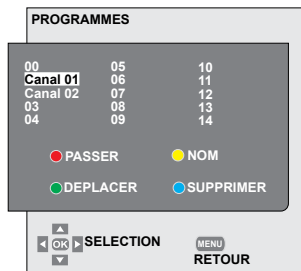 PROGRAMMES
00 05 10
Canal 01 06 11
Canal 02 07 12
03 08 13
04 09 14
PASSER NOM
DEPLACER SUPPRIMER
OK SELECTION MENU
RETOUR